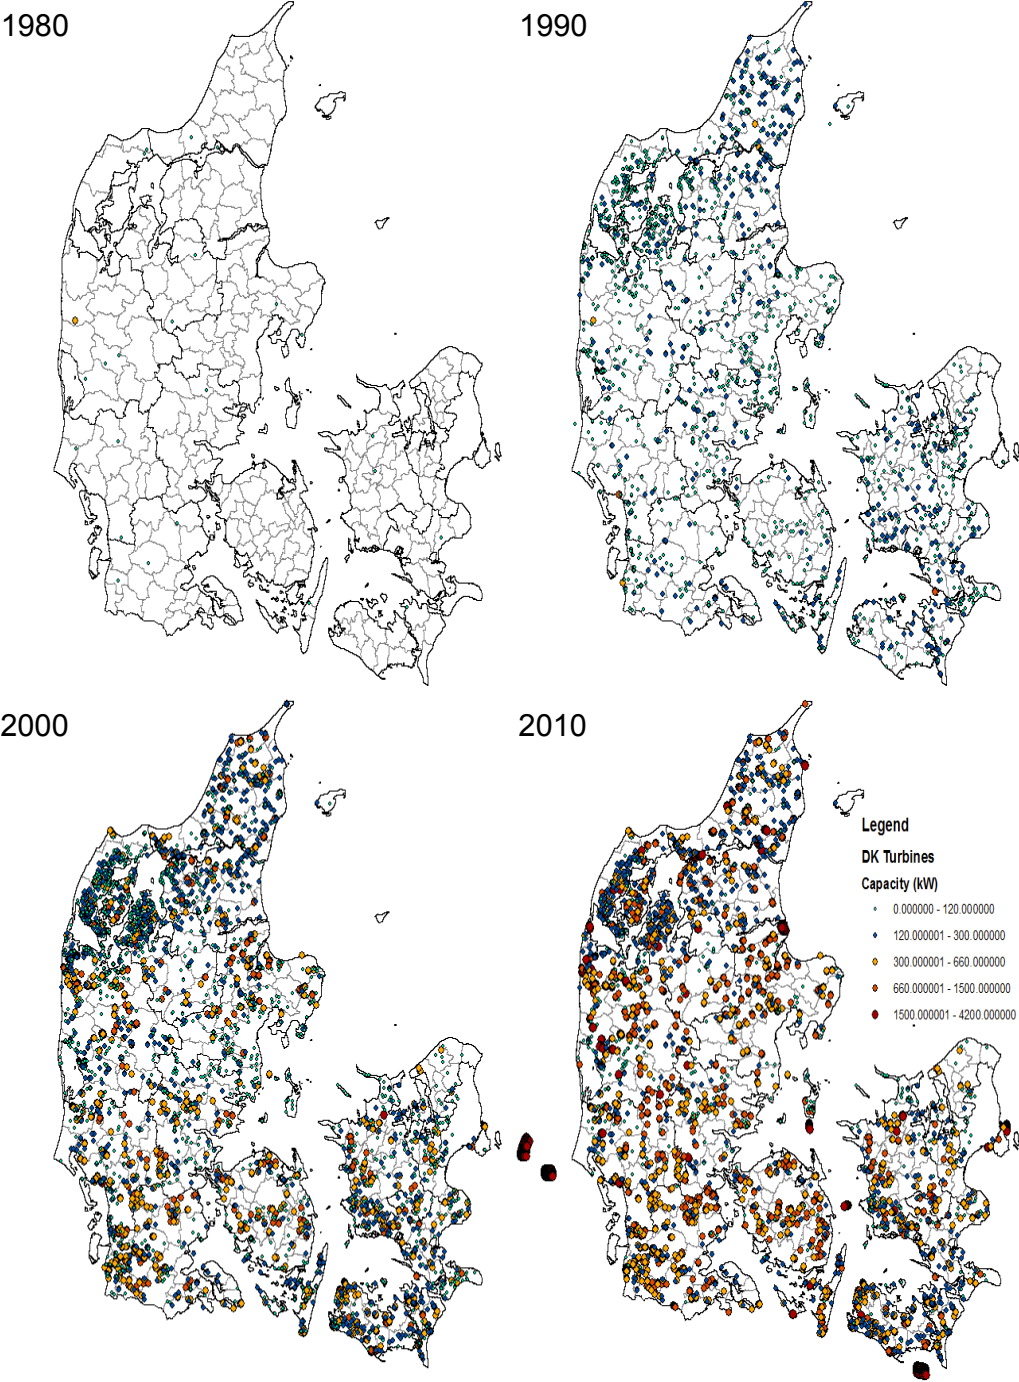 1980
1990
2000
2010
Legend
DK Turbines
Capacity (kW)
0.000000 - 120.000000
120.000001 - 300.000000
300.000001 - 660.000000
660.000001 - 1500.000000
1500.000001 - 4200.000000